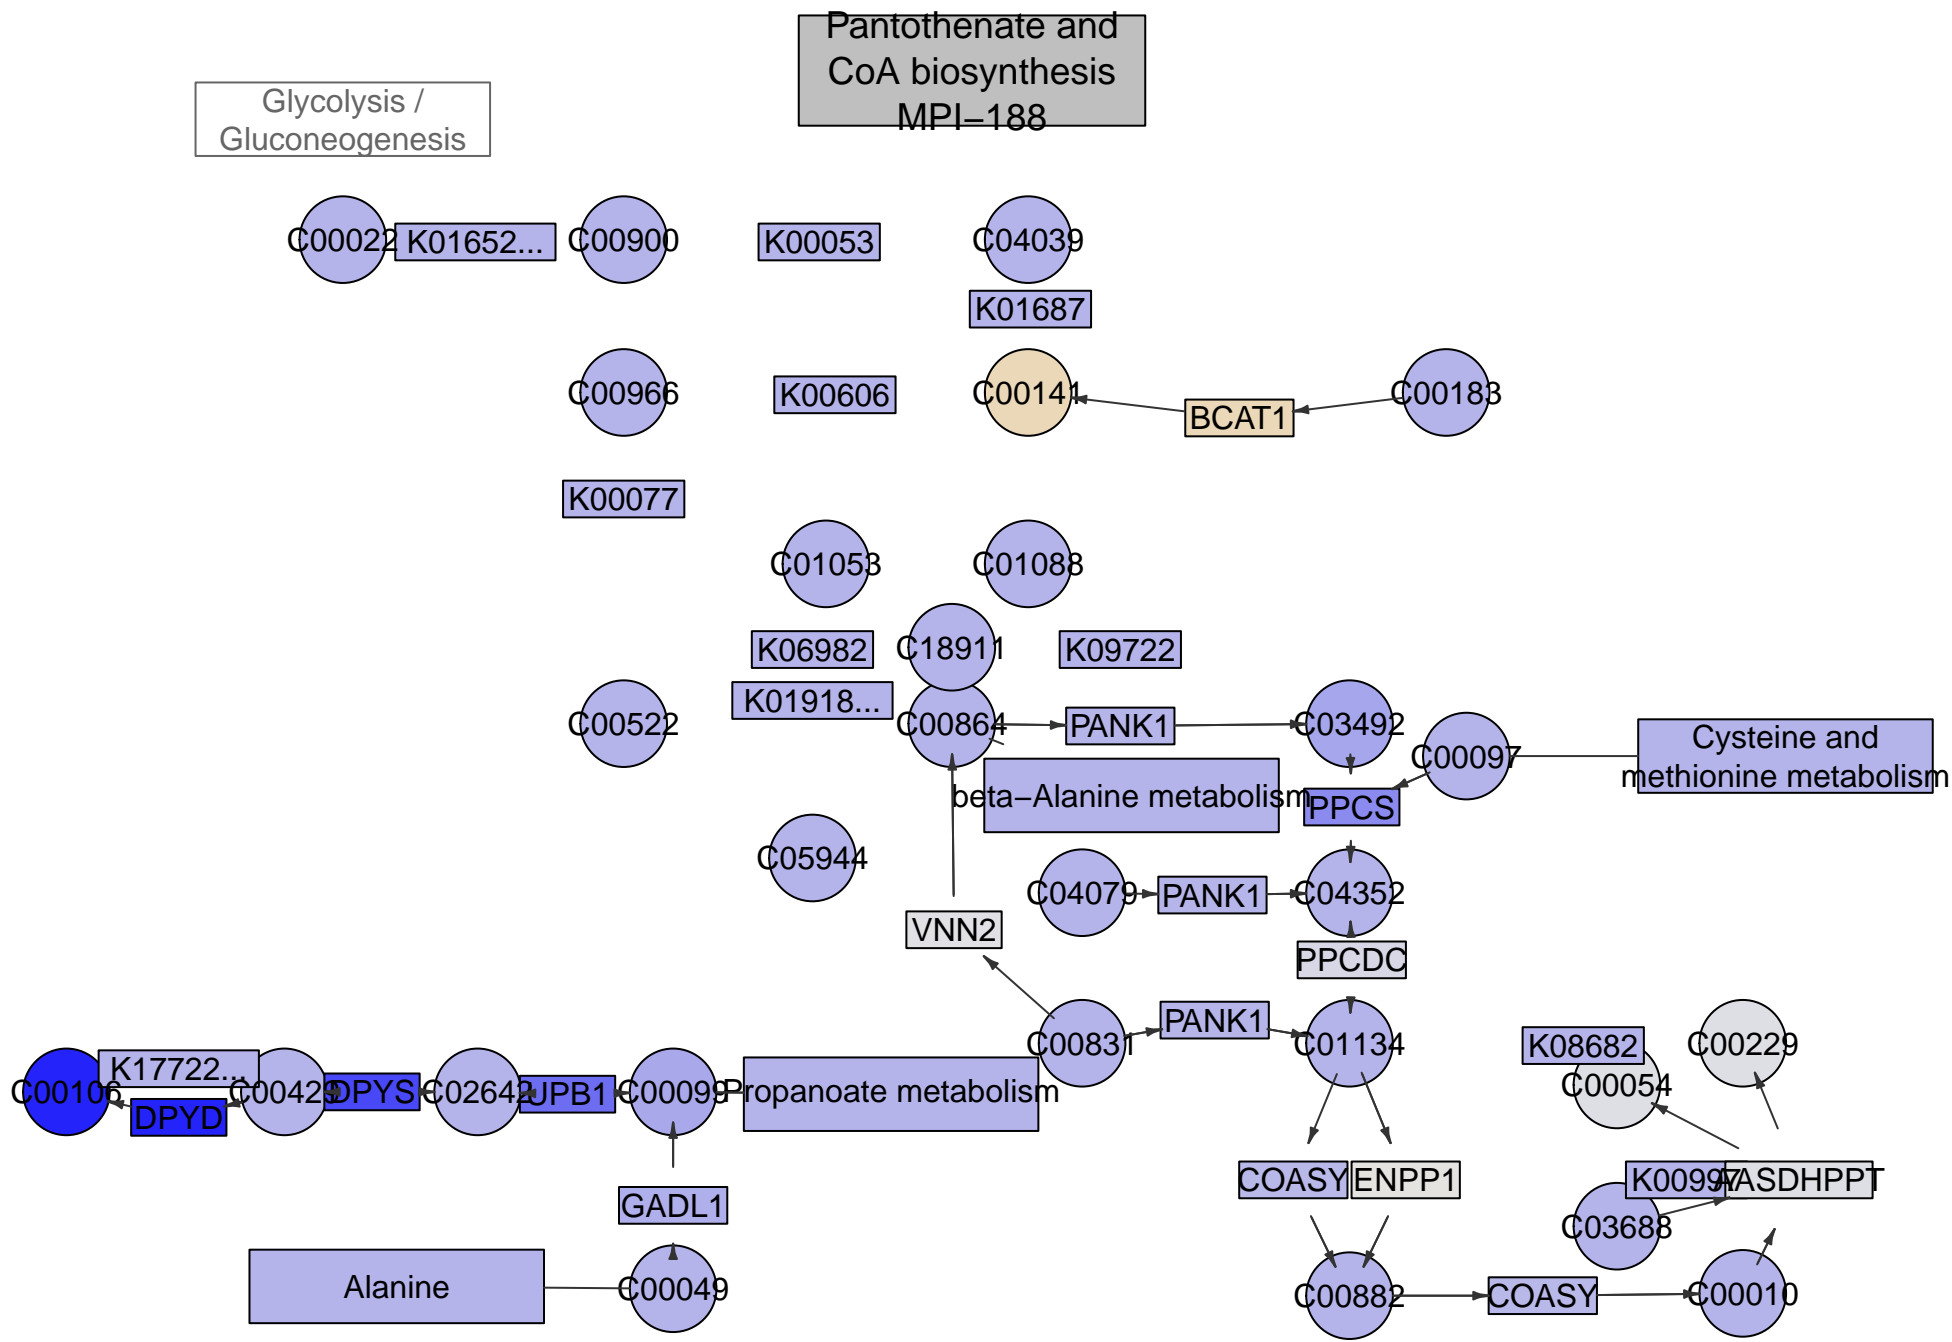 Pantothenate and
CoA biosynthesis
MPI−188
Glycolysis /
Gluconeogenesis
C00022
K01652...
C00900
K00053
C04039
K01687
C00966
K00606
C00141
BCAT1
C00183
K00077
C01053
C01088
K06982
C18911
K09722
K01918...
C00522
C00864
PANK1
C03492
C00097
Cysteine and
methionine metabolism
beta−Alanine metabolism
PPCS
C05944
C04079
PANK1
C04352
VNN2
PPCDC
C00831
PANK1
C01134
K08682
C00229
C00054
C00106
K17722...
DPYD
C00429
DPYS
C02642
UPB1
C00099
Propanoate metabolism
COASY
ENPP1
K00997
AASDHPPT
GADL1
C03688
Alanine
C00049
C00882
COASY
C00010